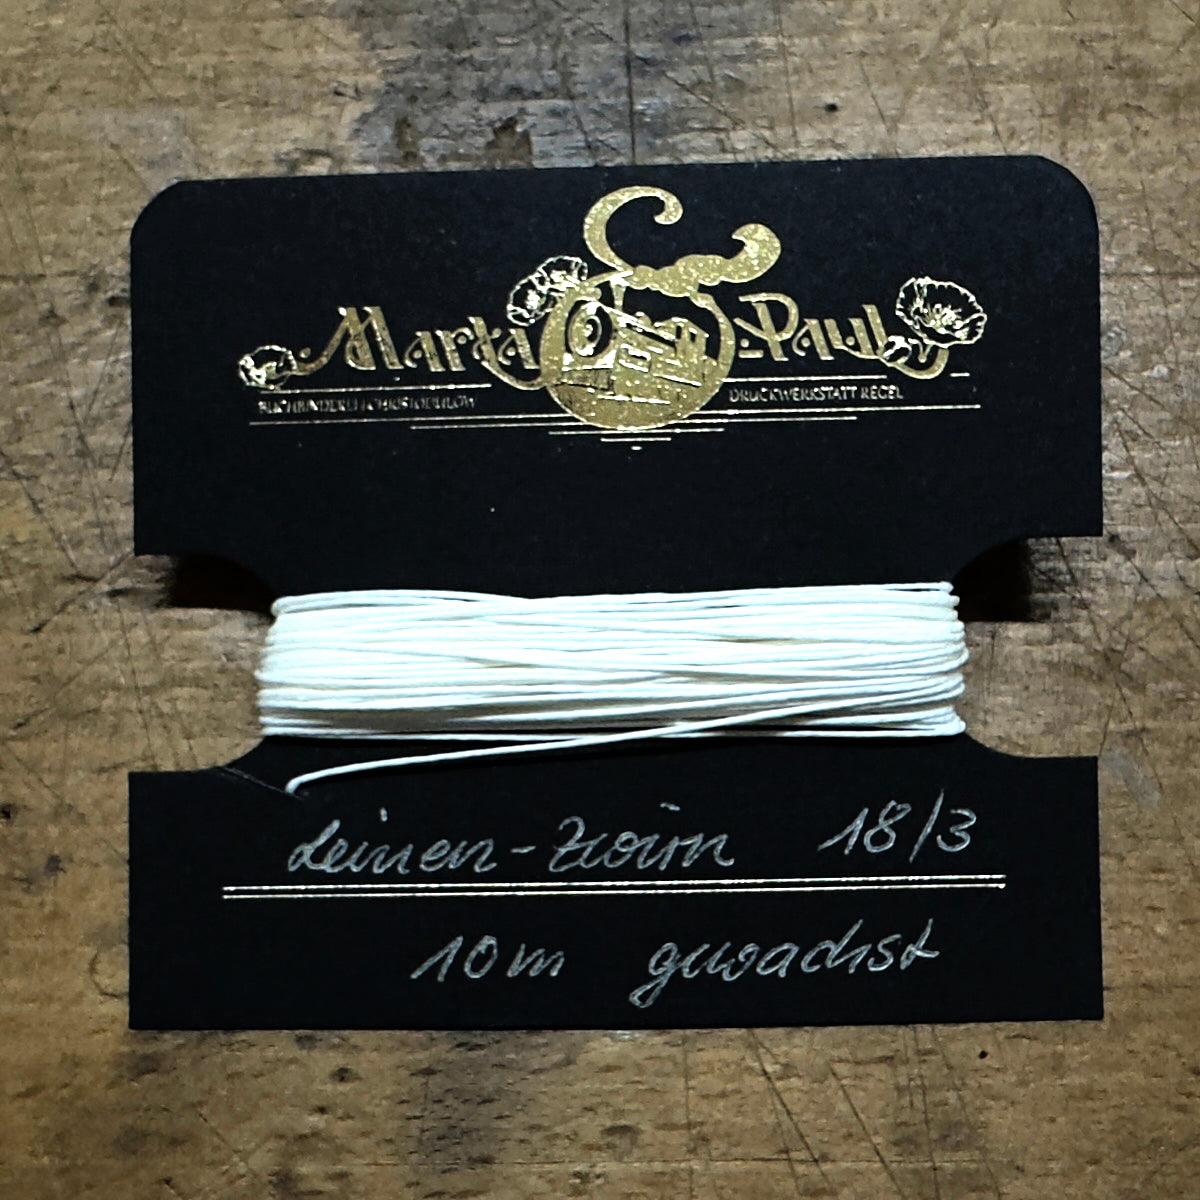 Marta & Paul
DRUCKWERKSTATT REGEL
Leinen-Zwirn 18/3
10m gewachst